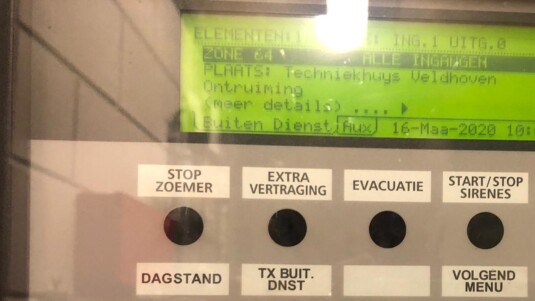 ELEMENTEN: ING.1 UITG.0
ZONE 64 ALLE INGANGEN
PLAATS: Techniekhuys Veldhoven
Ontruiming
(meer details) ....
Buiten Dienst Aux 16-Maa-2020 10:
STOP ZOEMER
EXTRA VERTRAGING
EVACUATIE
START/STOP SIRENES
DAGSTAND
TX BUIT. DNST
VOLGEND MENU